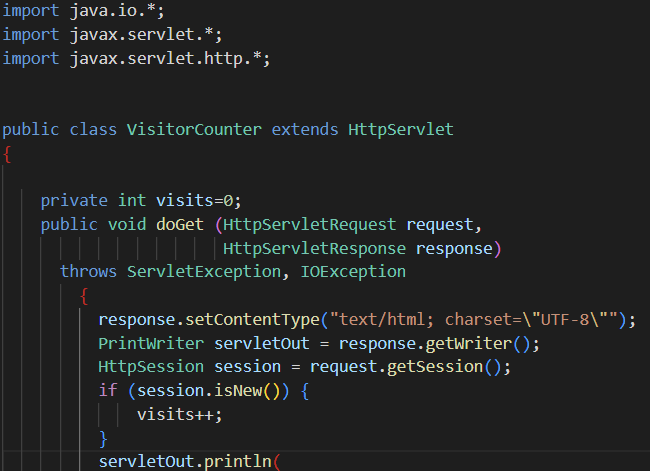 import java.io.*;
import javax.servlet.*;
import javax.servlet.http.*;
public class VisitorCounter extends HttpServlet
{
private int visits=0;
public void doGet (HttpServletRequest request,
HttpServletResponse response)
throws ServletException, IOException
{
response.setContentType("text/html; charset=\"UTF-8\"");
PrintWriter servletOut = response.getWriter();
HttpSession session = request.getSession();
if (session.isNew()) {
visits++;
}
servletOut.println(